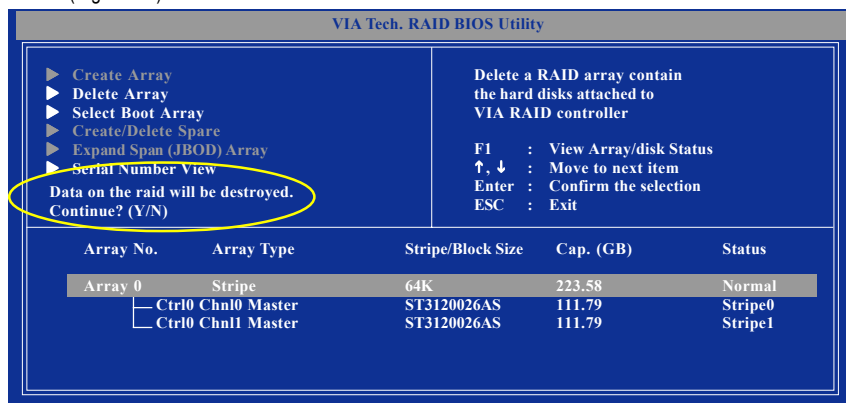 VIA Tech. RAID BIOS Utility
Create Array
Delete Array
Select Boot Array
Create/Delete Spare
Expand Span (JBOD) Array
Serial Number View
Data on the raid will be destroyed.
Continue? (Y/N)
Delete a RAID array contain
the hard disks attached to
VIA RAID controller
F1 : View Array/disk Status
↑, ↓ : Move to next item
Enter : Confirm the selection
ESC : Exit
Array No. Array Type Stripe/Block Size Cap. (GB) Status
Array 0 Stripe 64K 223.58 Normal
Ctrl0 Chnl0 Master ST3120026AS 111.79 Stripe0
Ctrl0 Chnl1 Master ST3120026AS 111.79 Stripe1